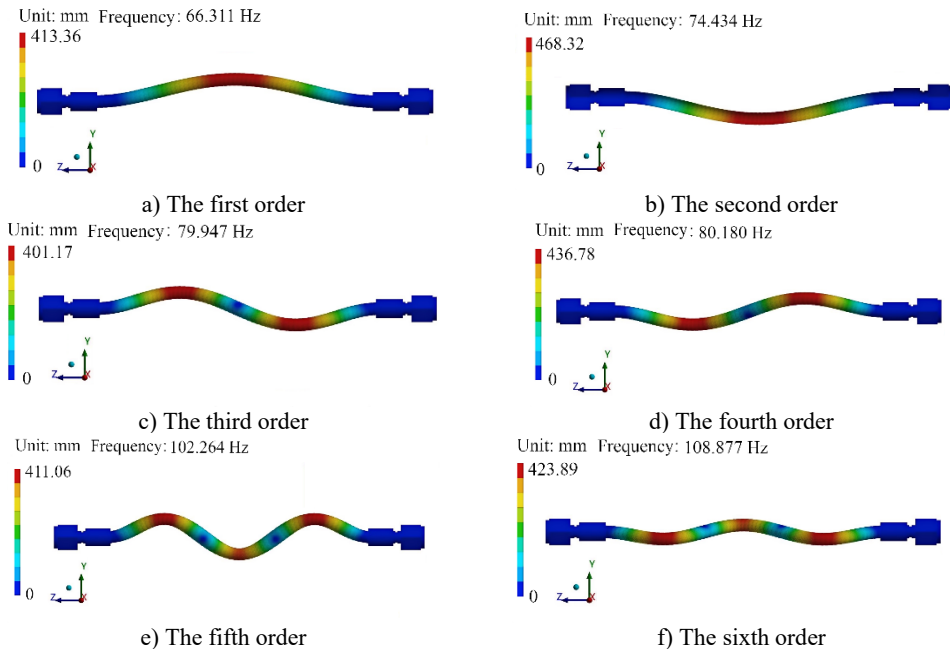 Unit: mm Frequency: 66.311 Hz
413.36
0
Y
Z
X
a) The first order
Unit: mm Frequency: 74.434 Hz
468.32
0
Y
Z
X
b) The second order
Unit: mm Frequency: 79.947 Hz
401.17
0
Y
Z
X
c) The third order
Unit: mm Frequency: 80.180 Hz
436.78
0
Y
Z
X
d) The fourth order
Unit: mm Frequency: 102.264 Hz
411.06
0
Y
Z
X
e) The fifth order
Unit: mm Frequency: 108.877 Hz
423.89
0
Y
Z
X
f) The sixth order